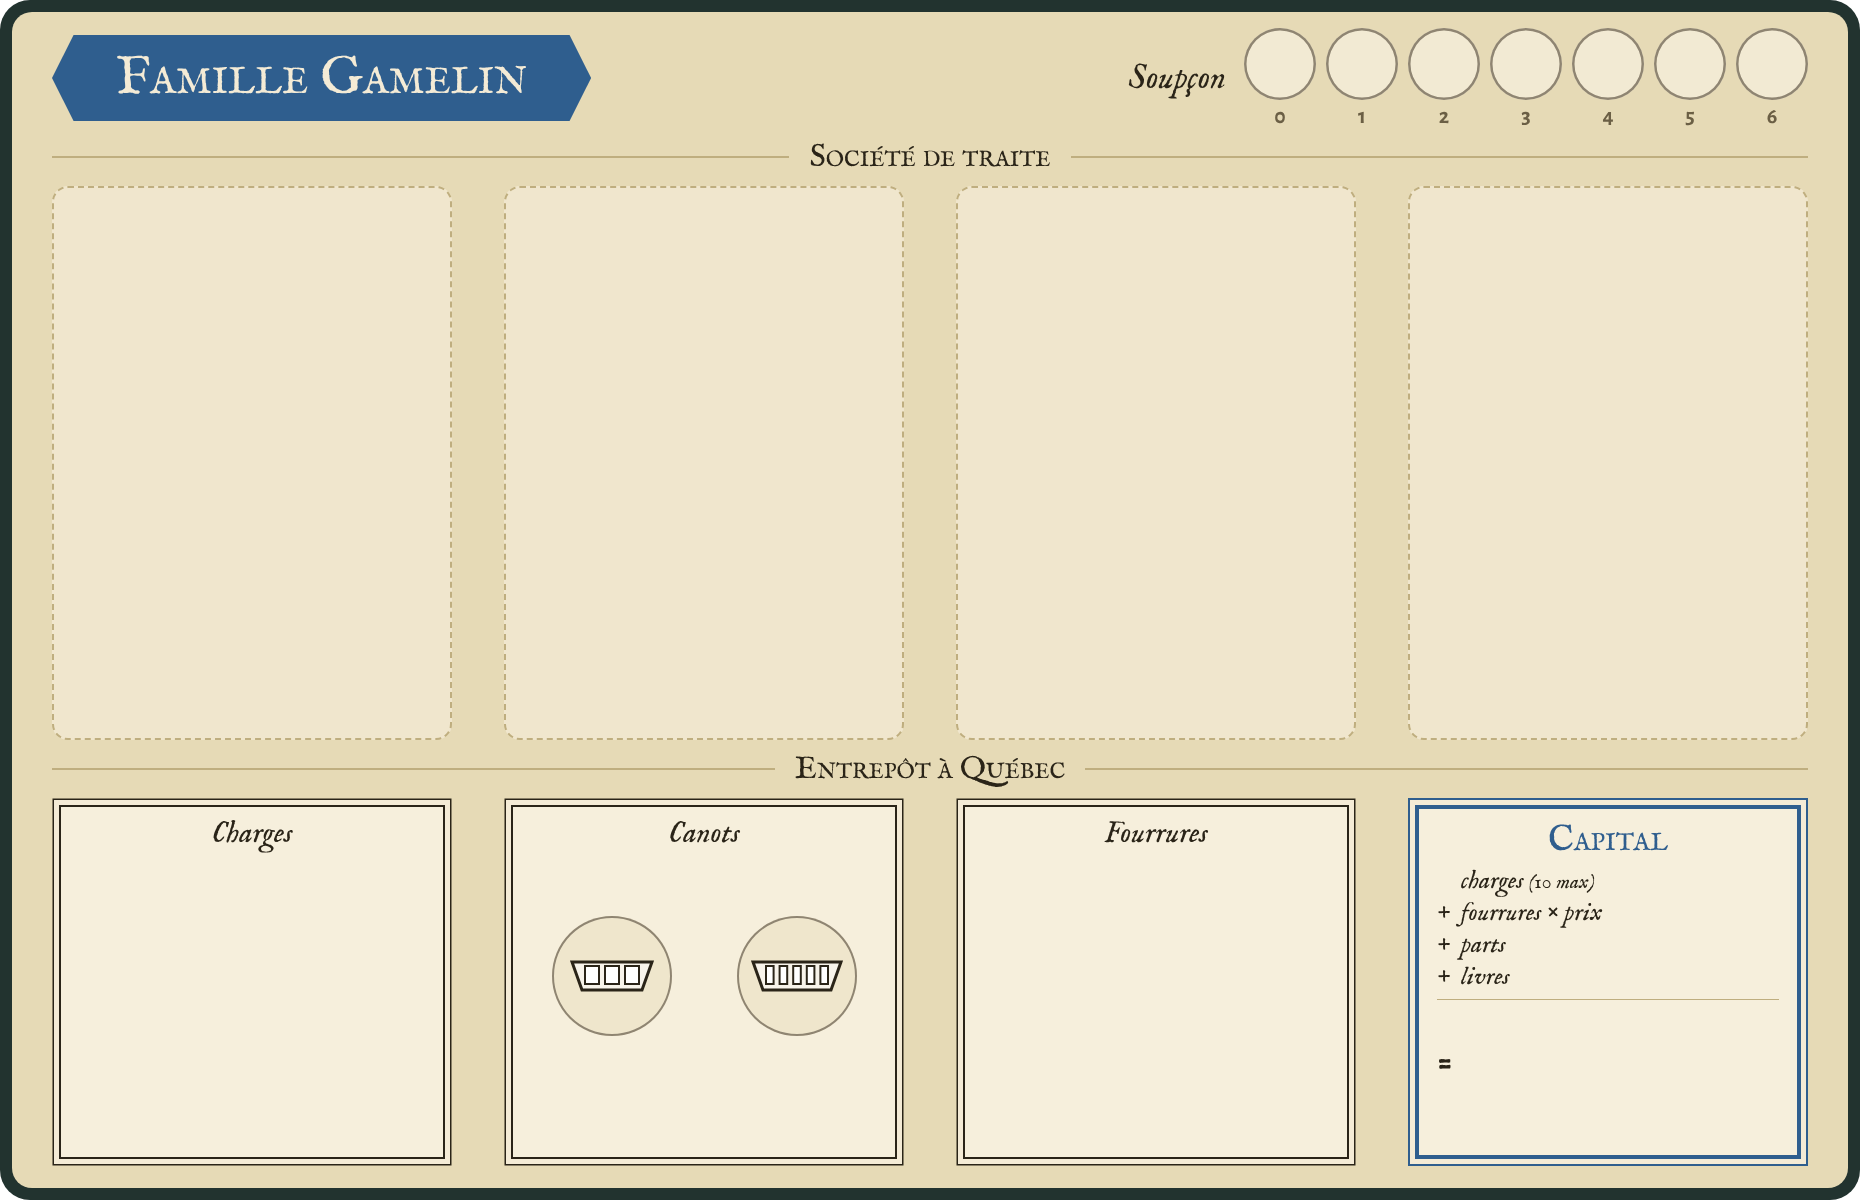 Famille Gamelin
Soupçon
0 1 2 3 4 5 6
Société de traite
Entrepôt à Québec
Charges
Canots
Fourrures
Capital
charges (10 max)
+ fourrures × prix
+ parts
+ livres
=